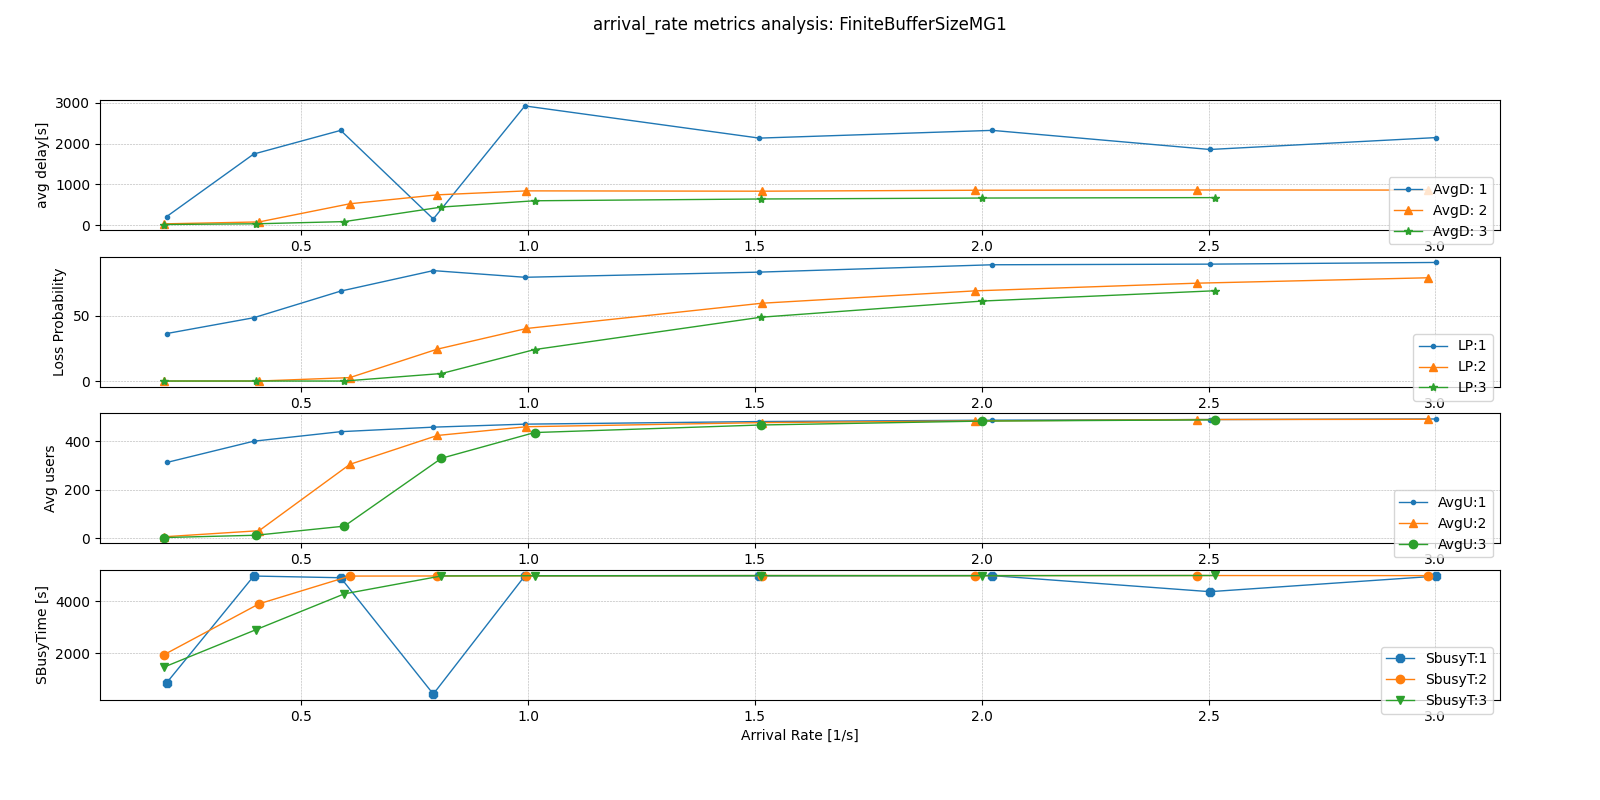 arrival_rate metrics analysis: FiniteBufferSizeMG1
3000
2000
1000
0
avg delay[s]
AvgD: 1
AvgD: 2
AvgD: 3
0.5 1.0 1.5 2.0 2.5 3.0
50
0
Loss Probability
LP:1
LP:2
LP:3
0.5 1.0 1.5 2.0 2.5 3.0
400
200
0
Avg users
AvgU:1
AvgU:2
AvgU:3
0.5 1.0 1.5 2.0 2.5 3.0
4000
2000
SBusyTime [s]
SbusyT:1
SbusyT:2
SbusyT:3
0.5 1.0 1.5 2.0 2.5 3.0
Arrival Rate [1/s]